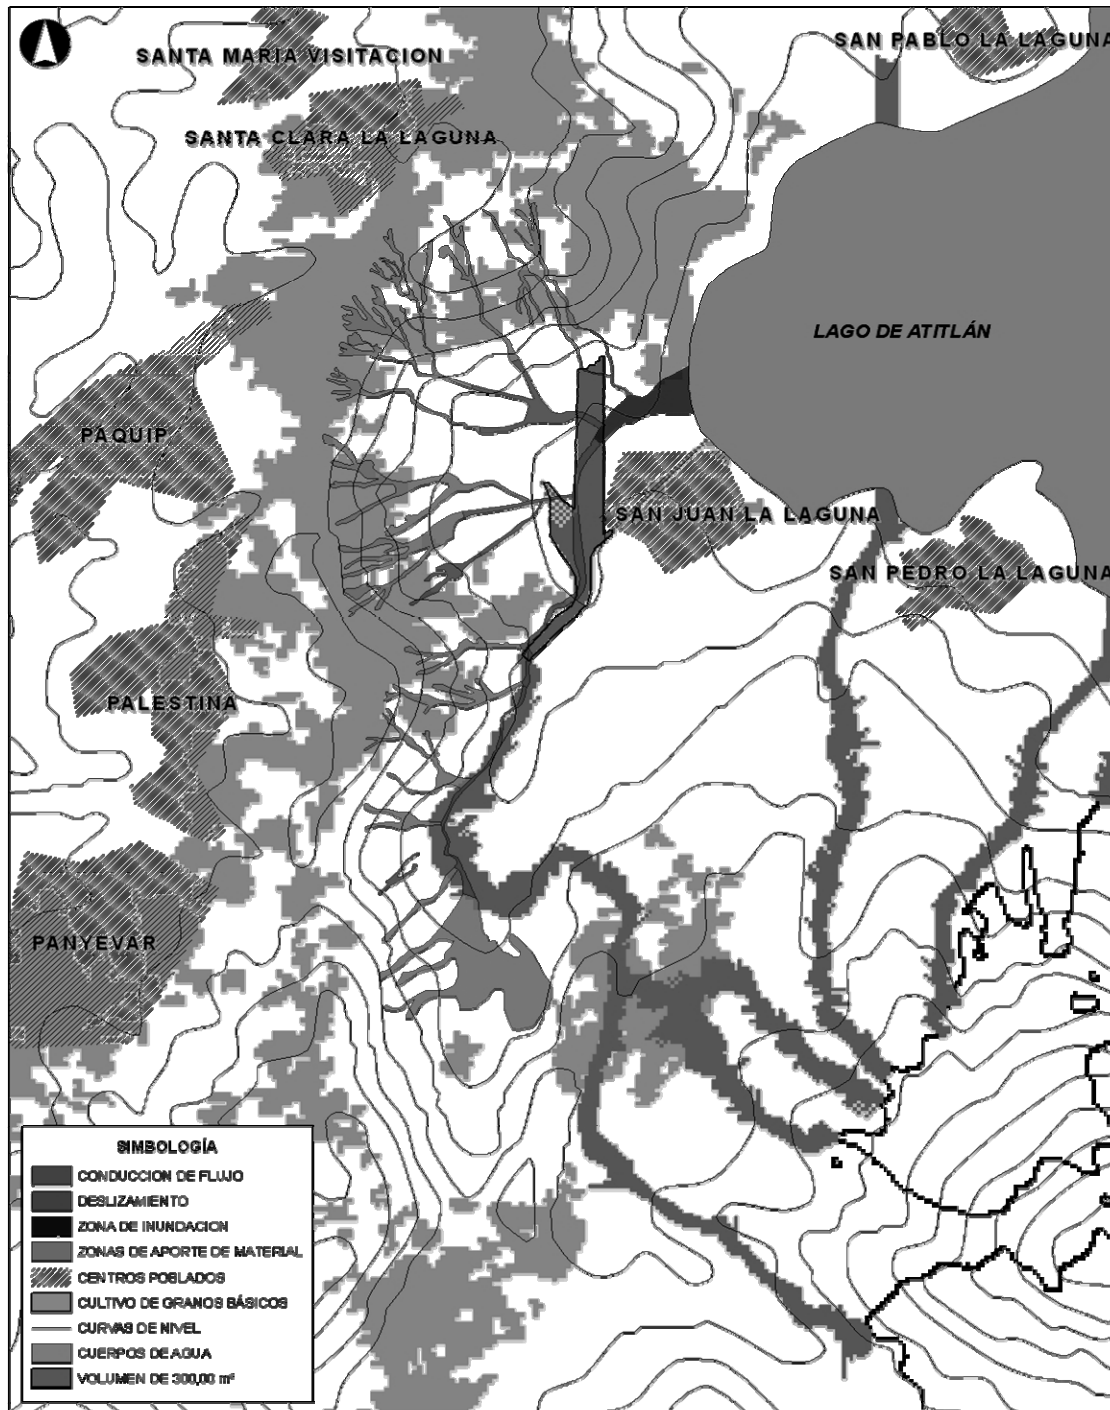 SANTA MARIA VISITACION
SAN PABLO LA LAGUNA
SANTA CLARA LA LAGUNA
LAGO DE ATITLÁN
PAQUIP
SAN JUAN LA LAGUNA
SAN PEDRO LA LAGUNA
PALESTINA
PANYEVAR
SIMBOLOGÍA
CONDUCCION DE FLUJO
DESLIZAMIENTO
ZONA DE INUNDACION
ZONAS DE APORTE DE MATERIAL
CENTROS POBLADOS
CULTIVO DE GRANOS BÁSICOS
CURVAS DE NIVEL
CUERPOS DE AGUA
VOLUMEN DE 300,00 m³